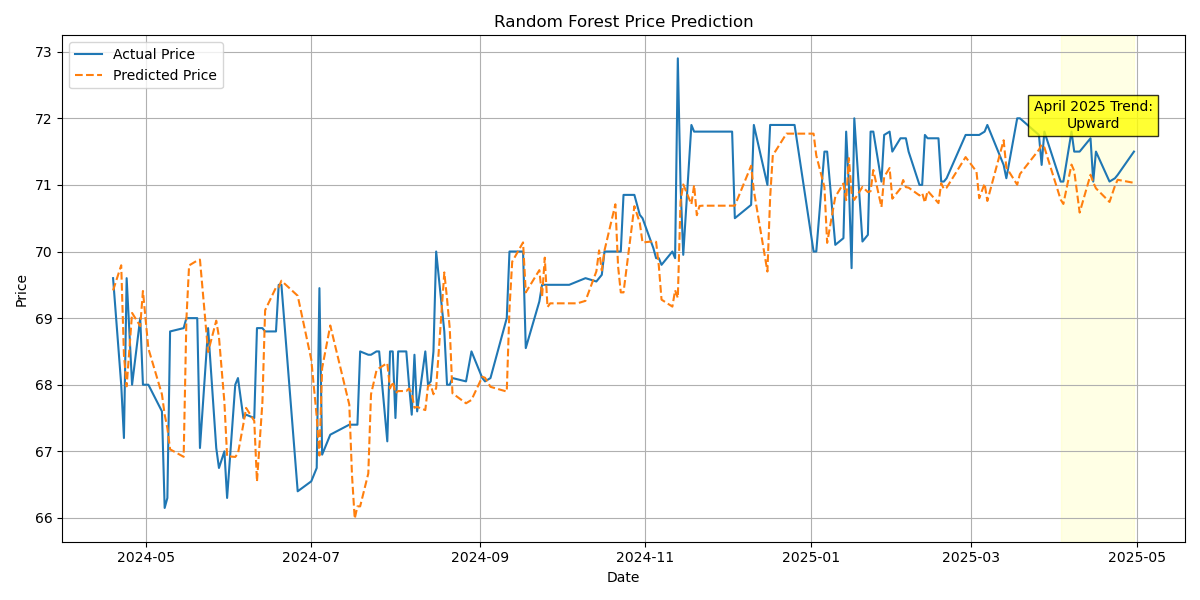 Random Forest Price Prediction
Actual Price
Predicted Price
April 2025 Trend:
Upward
Price
73
72
71
70
69
68
67
66
2024-05
2024-07
2024-09
2024-11
2025-01
2025-03
2025-05
Date